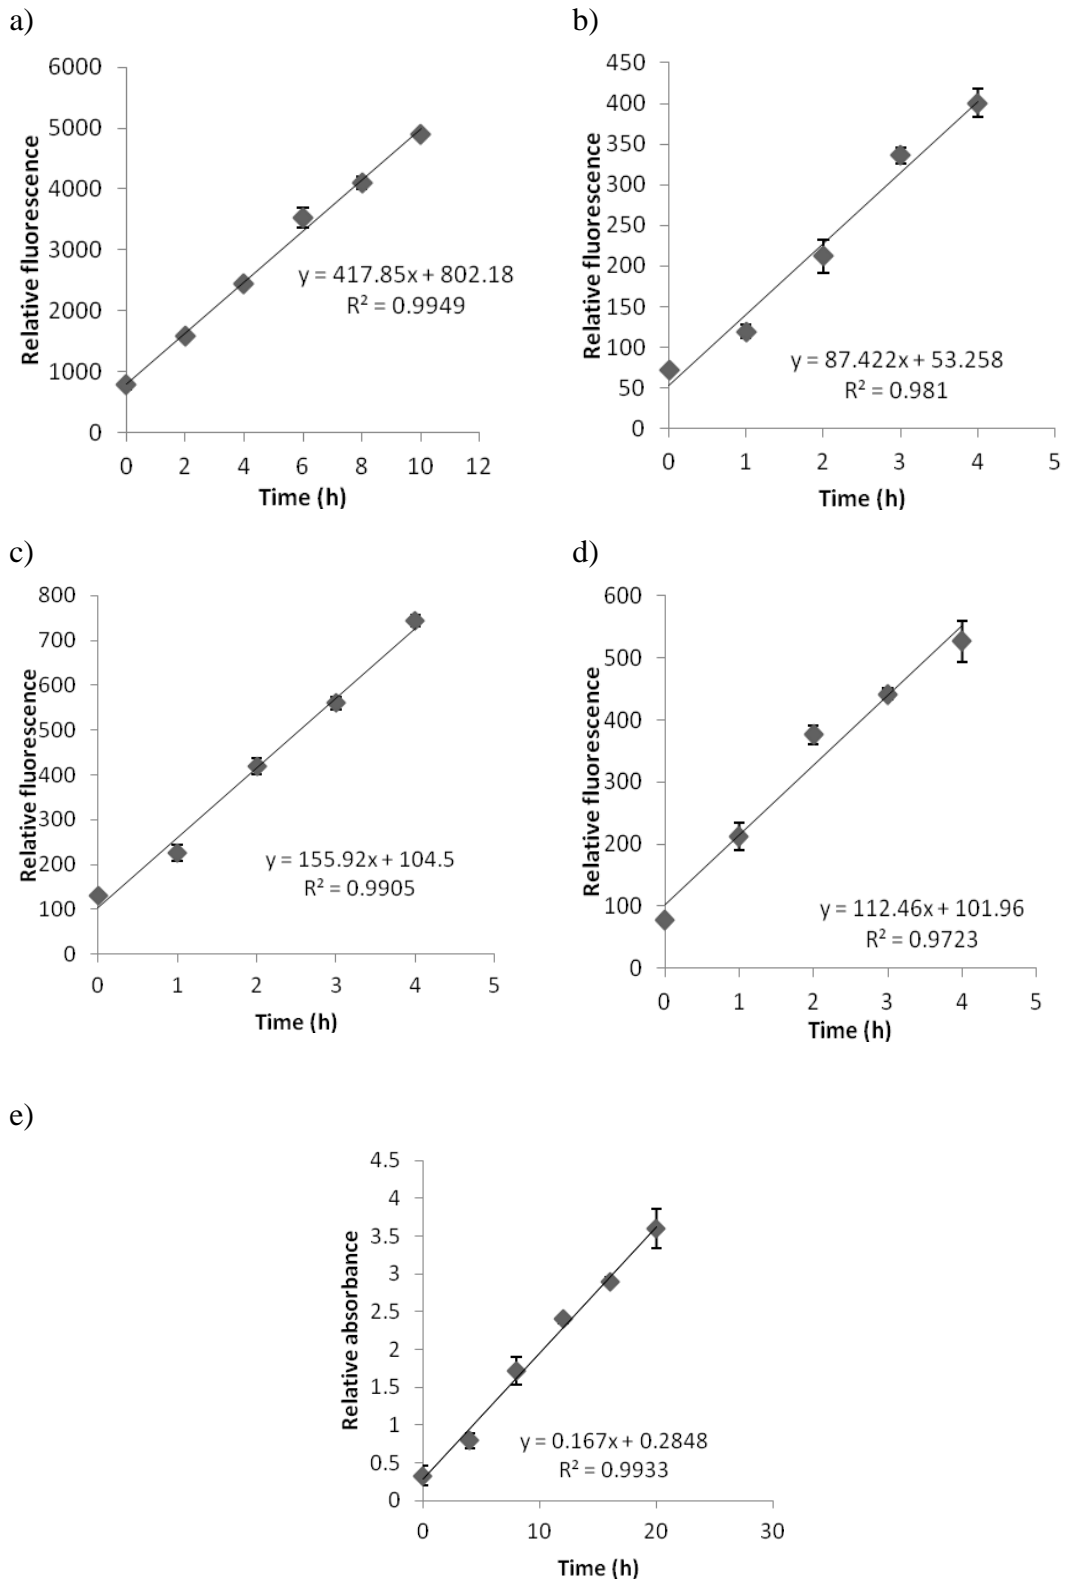 a)
6000
5000
4000
3000
2000
1000
0
Relative fluorescence
y = 417.85x + 802.18
R² = 0.9949
0 2 4 6 8 10 12
Time (h)
b)
450
400
350
300
250
200
150
100
50
0
Relative fluorescence
y = 87.422x + 53.258
R² = 0.981
0 1 2 3 4 5
Time (h)
c)
800
700
600
500
400
300
200
100
0
Relative fluorescence
y = 155.92x + 104.5
R² = 0.9905
0 1 2 3 4 5
Time (h)
d)
600
500
400
300
200
100
0
Relative fluorescence
y = 112.46x + 101.96
R² = 0.9723
0 1 2 3 4 5
Time (h)
e)
4.5
4
3.5
3
2.5
2
1.5
1
0.5
0
Relative absorbance
y = 0.167x + 0.2848
R² = 0.9933
0 10 20 30
Time (h)